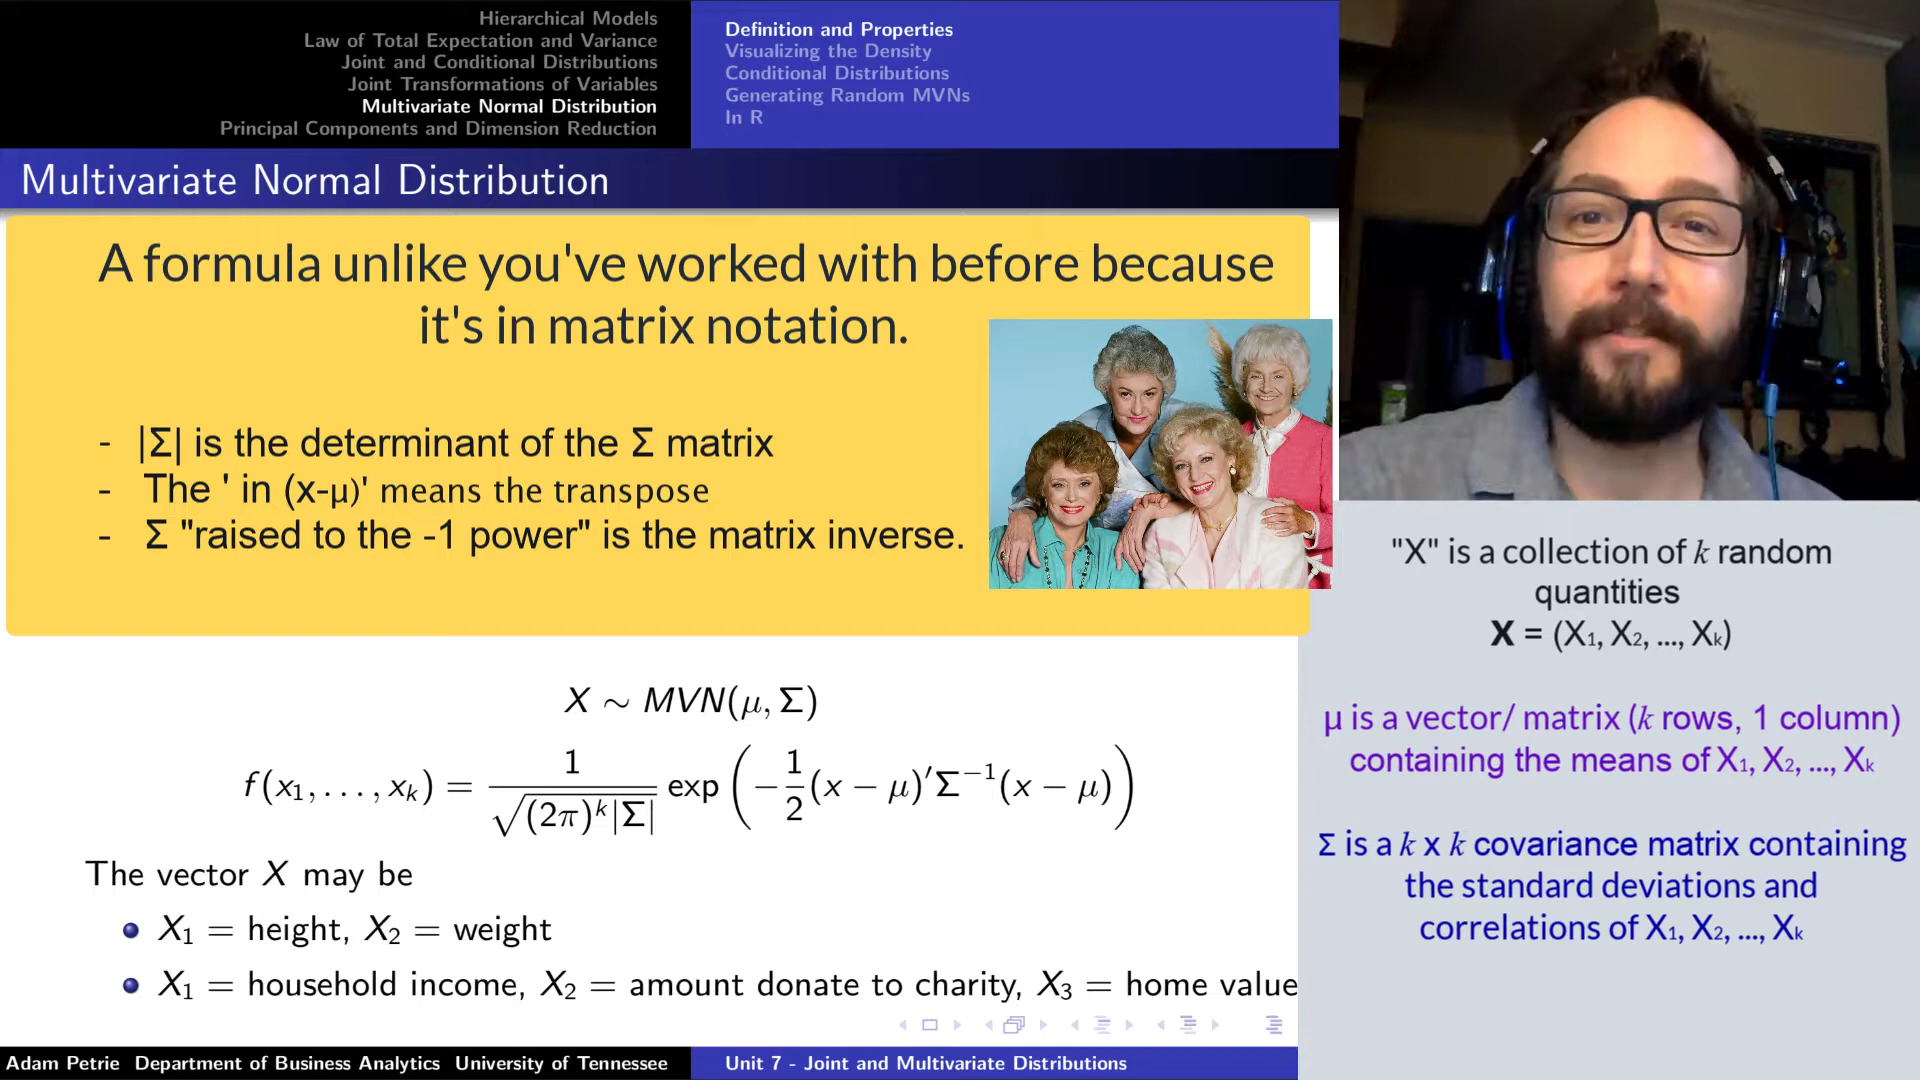 Hierarchical Models
Law of Total Expectation and Variance
Joint and Conditional Distributions
Joint Transformations of Variables
Multivariate Normal Distribution
Principal Components and Dimension Reduction
Definition and Properties
Visualizing the Density
Conditional Distributions
Generating Random MVNs
In R
Multivariate Normal Distribution
A formula unlike you've worked with before because
it's in matrix notation.
- |Σ| is the determinant of the Σ matrix
- The ' in (x-μ)' means the transpose
- Σ "raised to the -1 power" is the matrix inverse.
X ∼ MVN(μ, Σ)
f(x₁, . . . , xₖ) = 1/√((2π)ᵏ|Σ|) exp(−1/2(x − μ)′Σ⁻¹(x − μ))
The vector X may be
• X₁ = height, X₂ = weight
• X₁ = household income, X₂ = amount donate to charity, X₃ = home value
"X" is a collection of k random
quantities
X = (X₁, X₂, ..., Xₖ)
μ is a vector/ matrix (k rows, 1 column)
containing the means of X₁, X₂, ..., Xₖ
Σ is a k x k covariance matrix containing
the standard deviations and
correlations of X₁, X₂, ..., Xₖ
Adam Petrie Department of Business Analytics University of Tennessee
Unit 7 - Joint and Multivariate Distributions